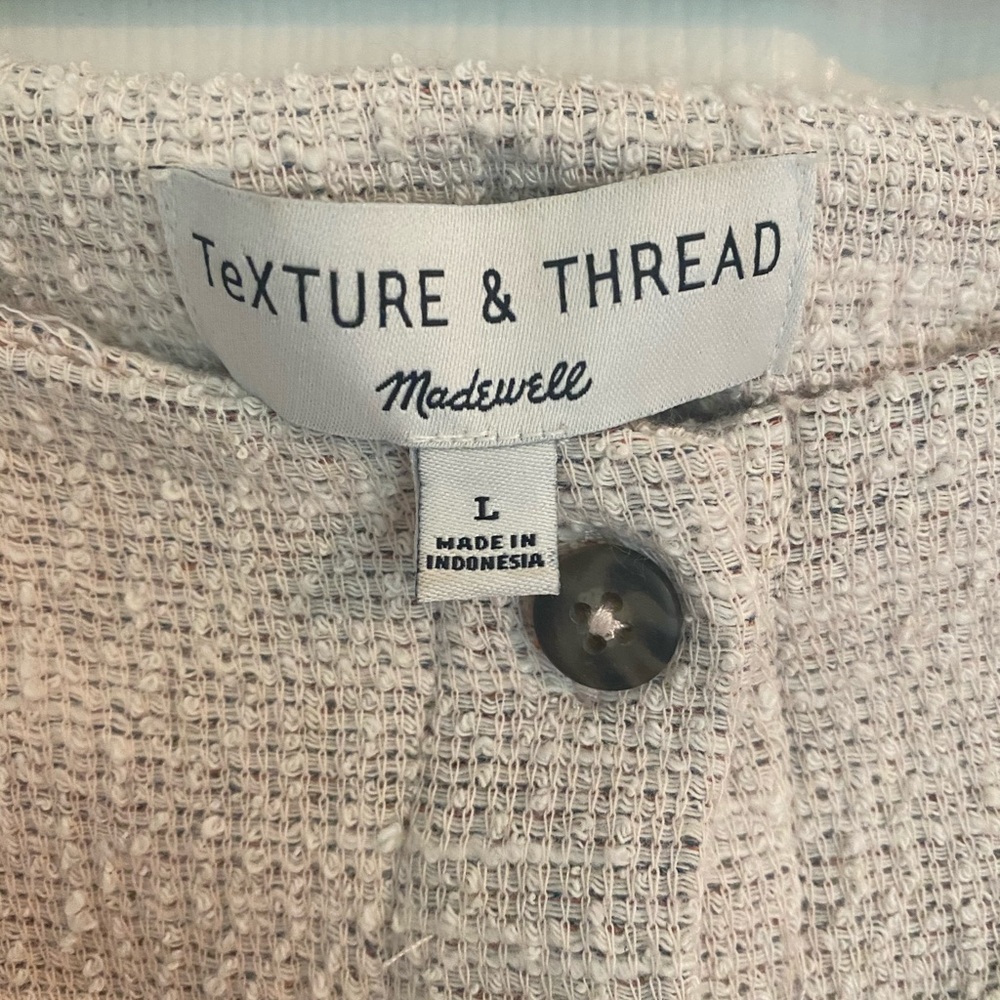 TeXTURE & THREAD
Madewell
L
MADE IN
INDONESIA